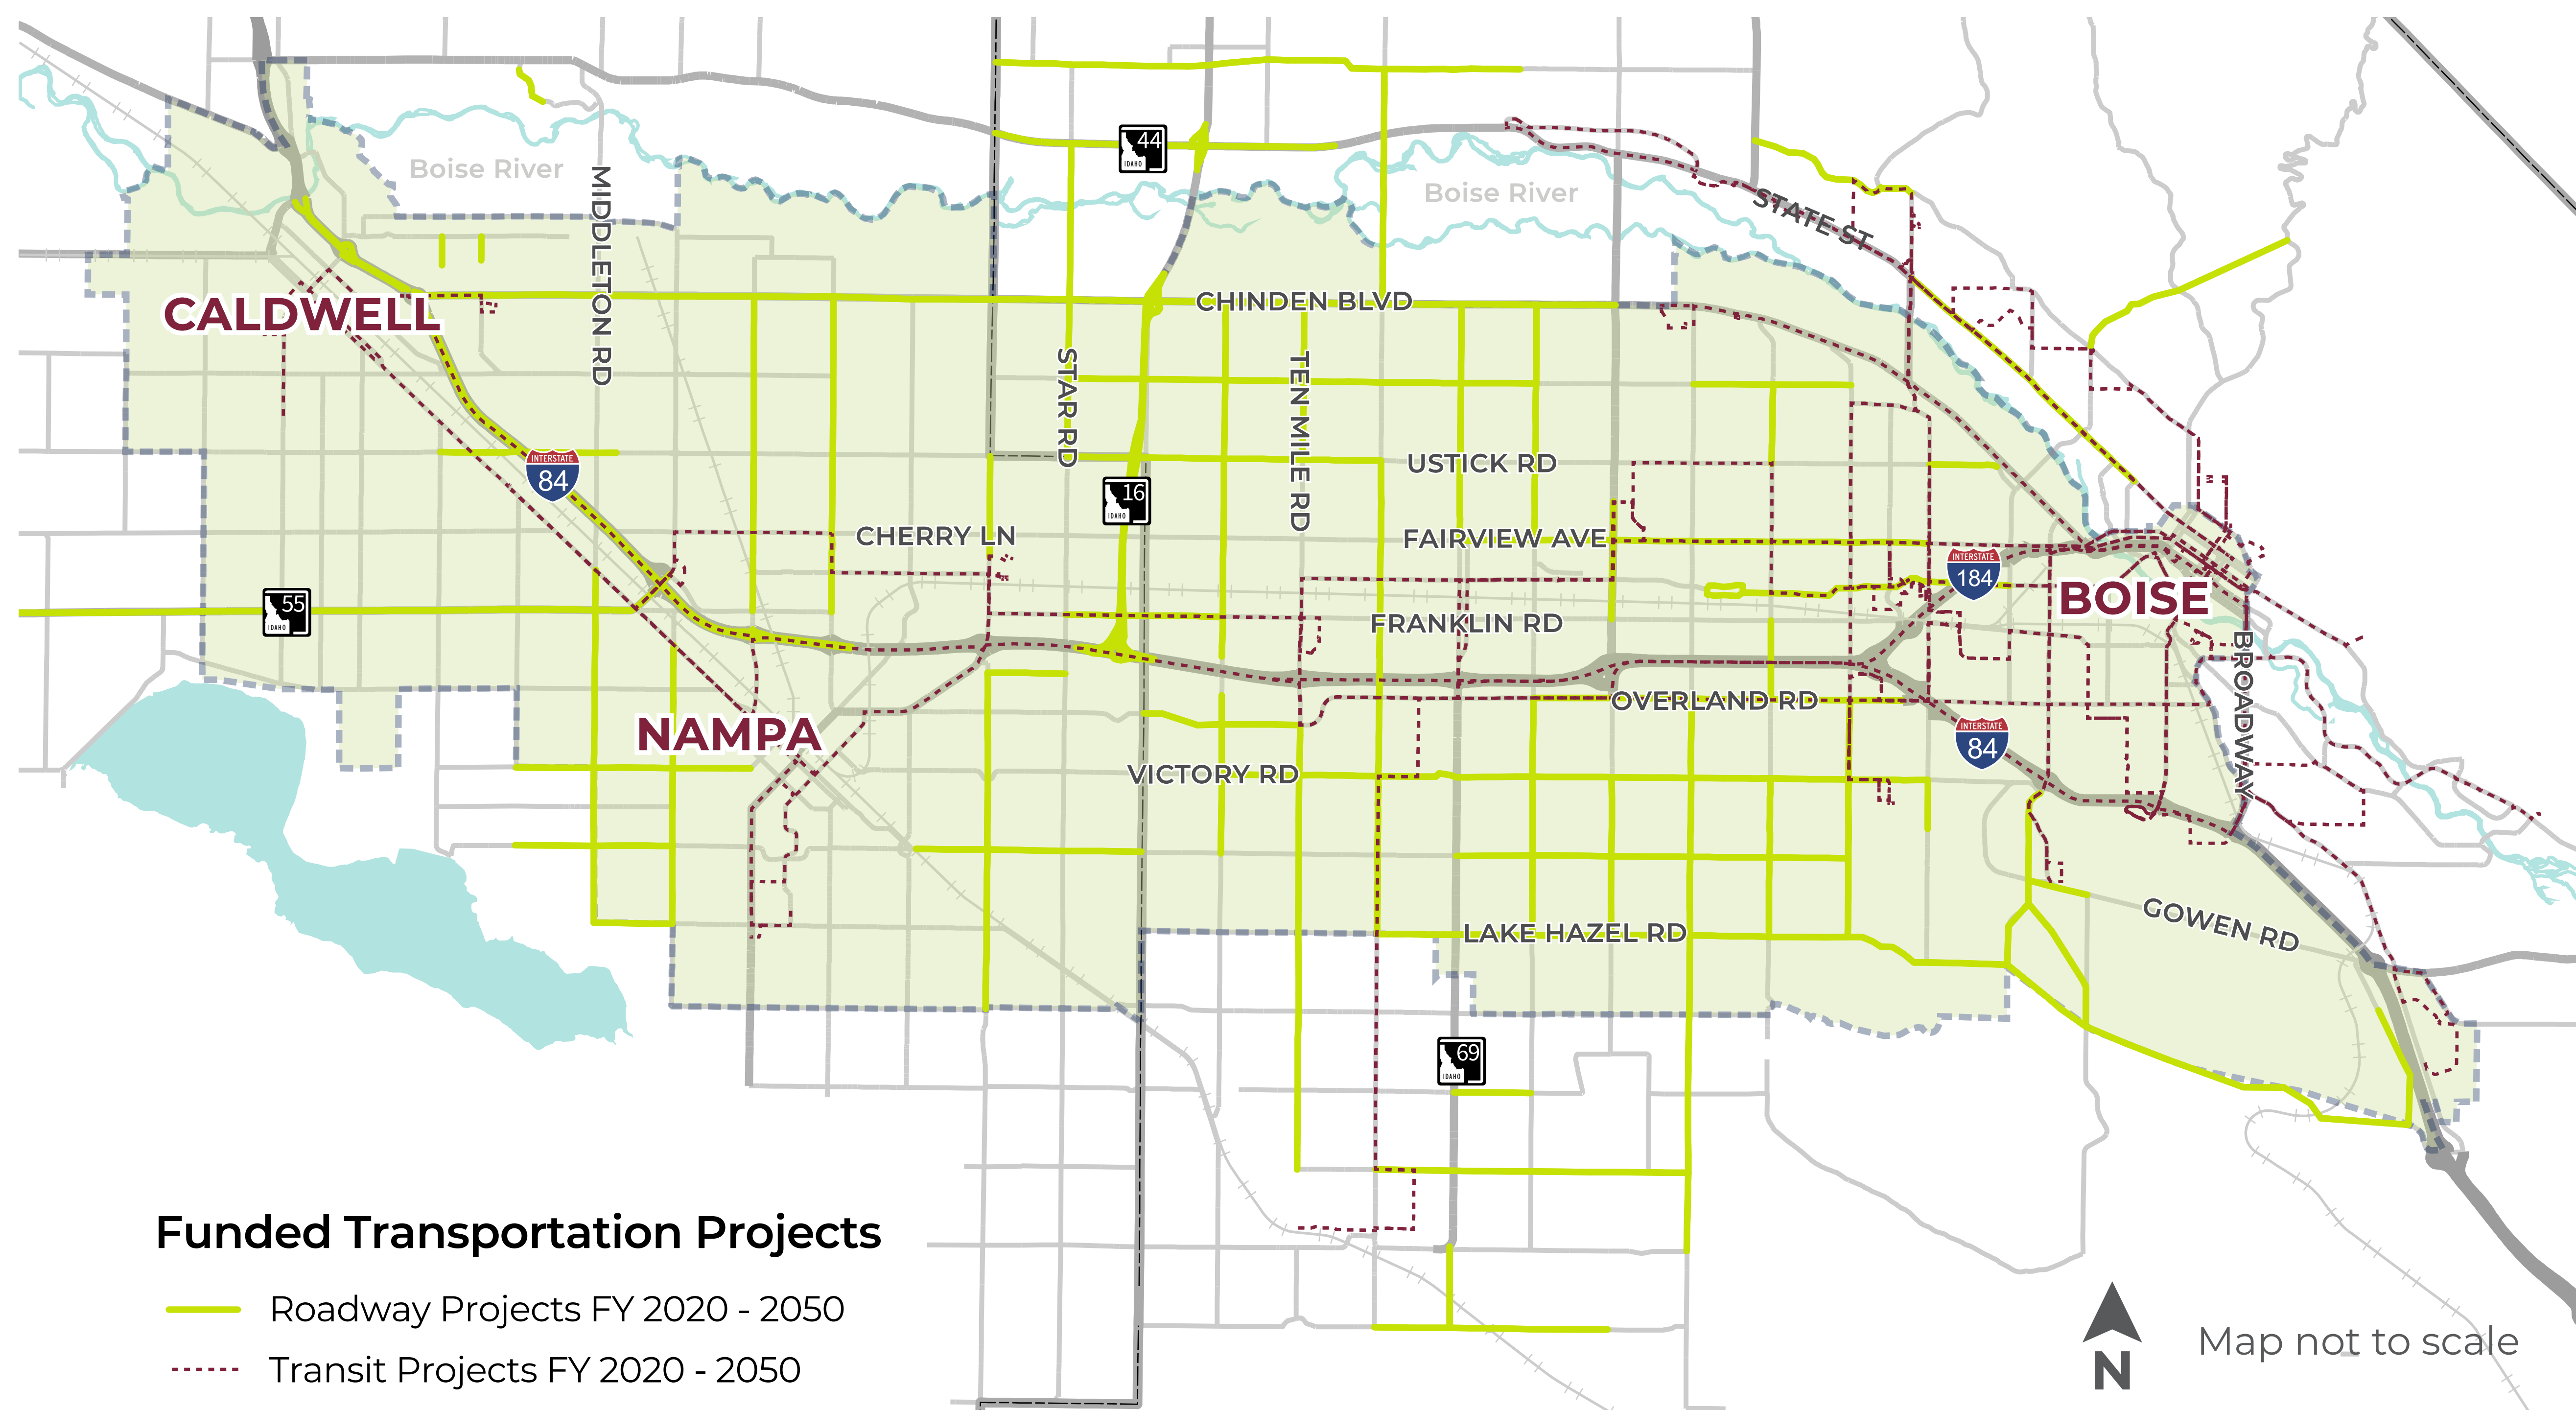 44
IDAHO
Boise River
Boise River
MIDDLETON RD
STATE ST
CALDWELL
CHINDEN BLVD
STAR RD
TEN MILE RD
USTICK RD
INTERSTATE
84
16
IDAHO
CHERRY LN
FAIRVIEW AVE
INTERSTATE
184
55
IDAHO
BOISE
FRANKLIN RD
BROADWAY
OVERLAND RD
NAMPA
INTERSTATE
84
VICTORY RD
GOWEN RD
LAKE HAZEL RD
69
IDAHO
Funded Transportation Projects
Roadway Projects FY 2020 - 2050
Transit Projects FY 2020 - 2050
N
Map not to scale